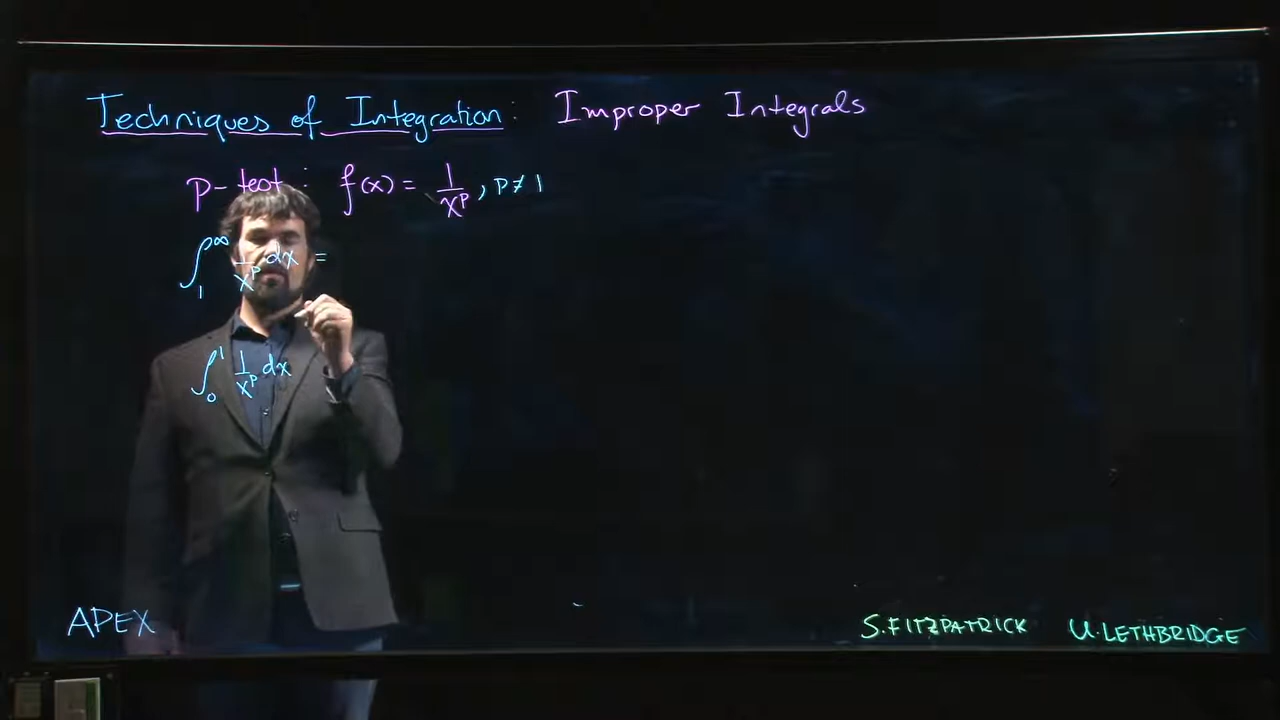 Techniques of Integration: Improper Integrals
p-test: f(x) = 1/x^p, p ≠ 1
∫_1^∞ 1/x^p dx =
∫_0^1 1/x^p dx
APEX
S. FITZPATRICK U. LETHBRIDGE